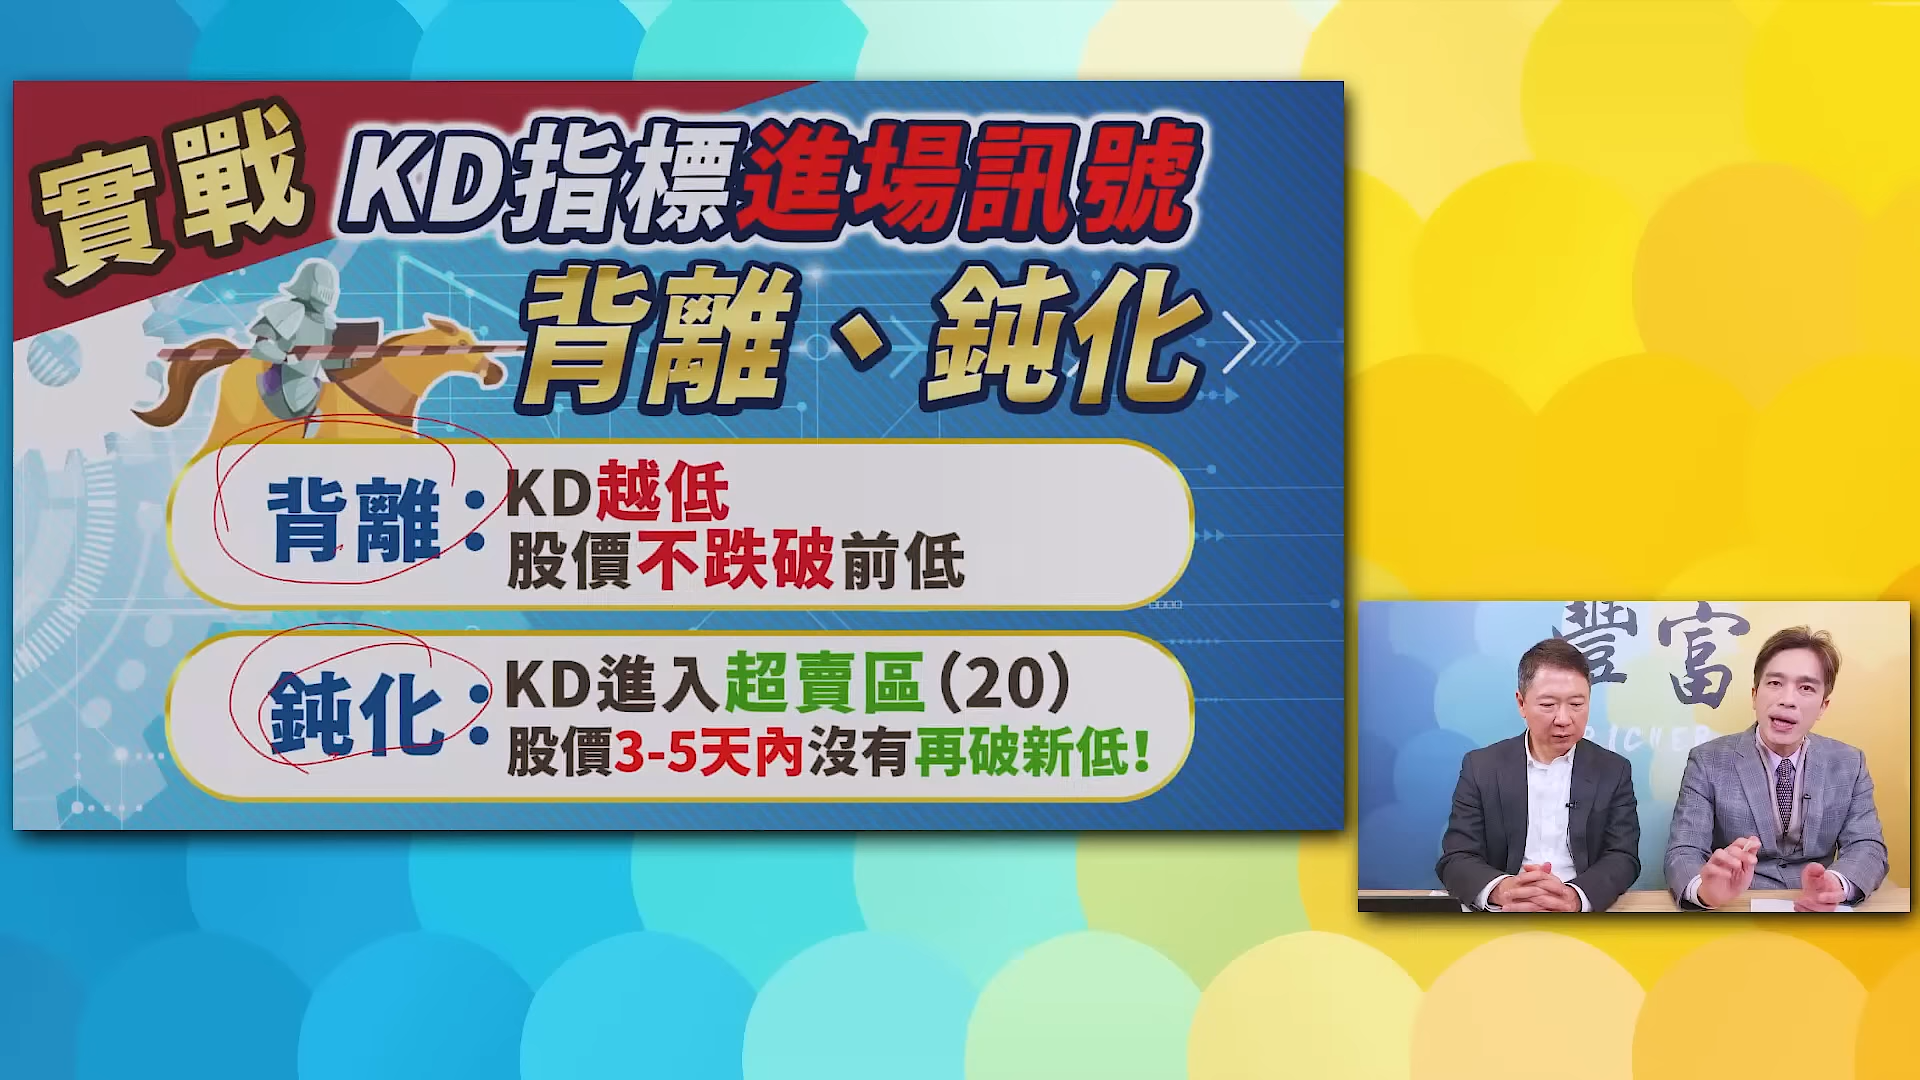 實戰
KD指標進場訊號
背離、鈍化
背離：
KD越低
股價不跌破前低
鈍化：
KD進入超賣區(20)
股價3-5天內沒有再破新低!
豐富
RICHER